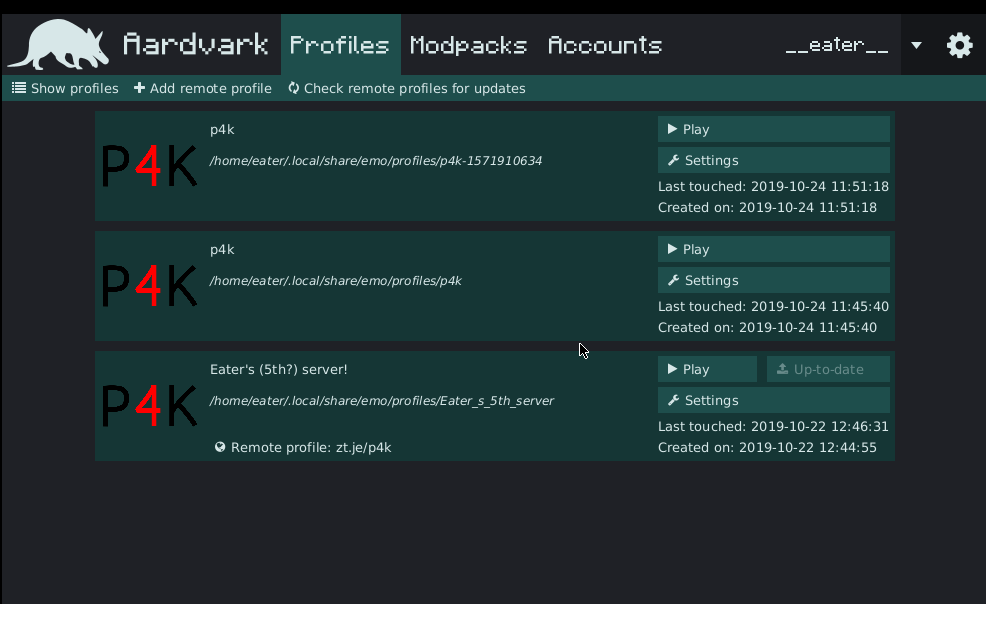 Aardvark Profiles Modpacks Accounts __eater__
Show profiles Add remote profile Check remote profiles for updates
P4K
p4k
/home/eater/.local/share/emo/profiles/p4k-1571910634
Play
Settings
Last touched: 2019-10-24 11:51:18
Created on: 2019-10-24 11:51:18
P4K
p4k
/home/eater/.local/share/emo/profiles/p4k
Play
Settings
Last touched: 2019-10-24 11:45:40
Created on: 2019-10-24 11:45:40
P4K
Eater's (5th?) server!
/home/eater/.local/share/emo/profiles/Eater_s_5th_server
Remote profile: zt.je/p4k
Play Up-to-date
Settings
Last touched: 2019-10-22 12:46:31
Created on: 2019-10-22 12:44:55